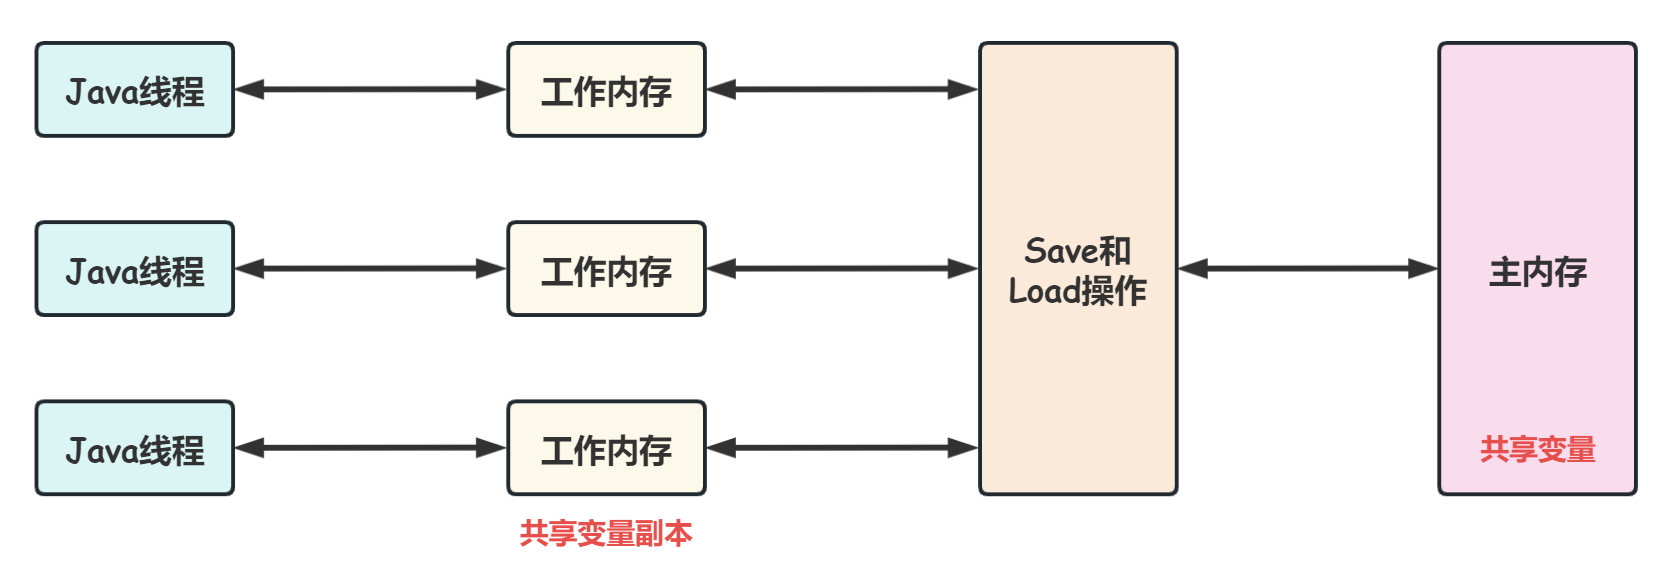 Java线程
工作内存
Java线程
工作内存
Save和
Load操作
主内存
Java线程
工作内存
共享变量
共享变量副本